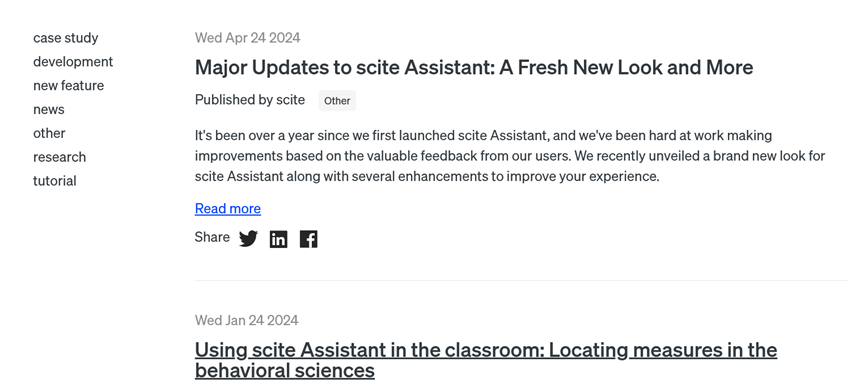 case study
development
new feature
news
other
research
tutorial
Wed Apr 24 2024
Major Updates to scite Assistant: A Fresh New Look and More
Published by scite Other
It's been over a year since we first launched scite Assistant, and we've been hard at work making
improvements based on the valuable feedback from our users. We recently unveiled a brand new look for
scite Assistant along with several enhancements to improve your experience.
Read more
Share
Wed Jan 24 2024
Using scite Assistant in the classroom: Locating measures in the
behavioral sciences